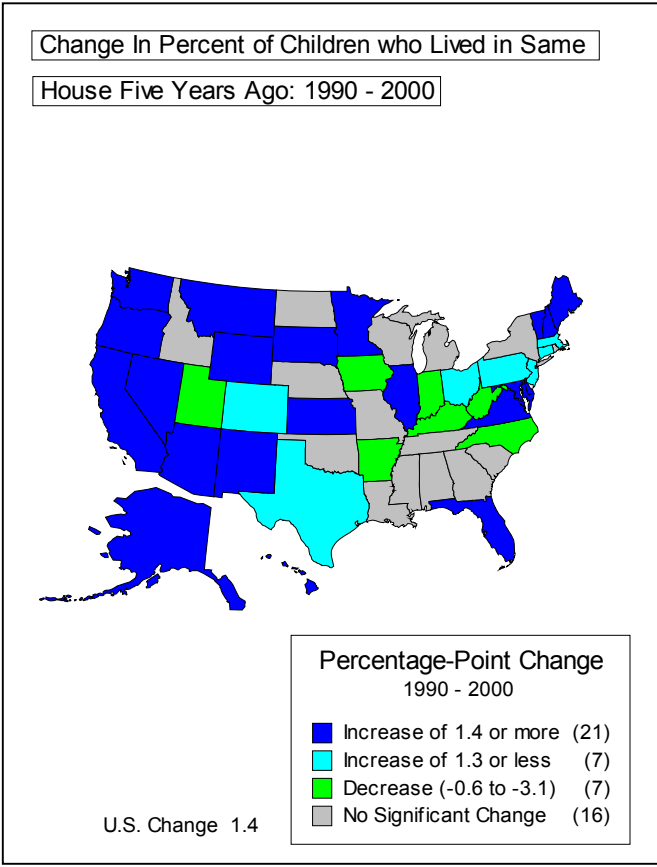 Change In Percent of Children who Lived in Same
House Five Years Ago: 1990 - 2000
Percentage-Point Change
1990 - 2000
Increase of 1.4 or more (21)
Increase of 1.3 or less (7)
Decrease (-0.6 to -3.1) (7)
No Significant Change (16)
U.S. Change 1.4